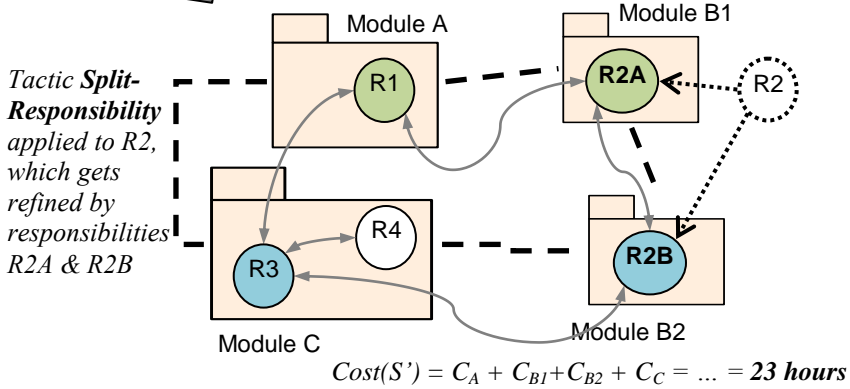 Module A
Module B1
Tactic Split-
Responsibility
applied to R2,
which gets
refined by
responsibilities
R2A & R2B
R1
R2A
R2
R3
R4
R2B
Module C
Module B2
Cost(S’) = CA + CB1+CB2 + CC = ... = 23 hours